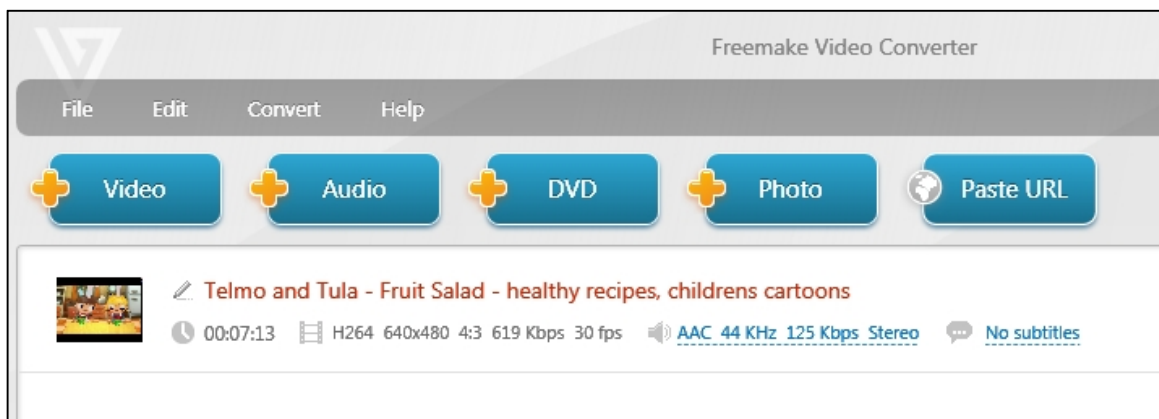 Freemake Video Converter
File Edit Convert Help
Video Audio DVD Photo Paste URL
Telmo and Tula - Fruit Salad - healthy recipes, childrens cartoons
00:07:13 H264 640x480 4:3 619 Kbps 30 fps AAC 44 KHz 125 Kbps Stereo No subtitles